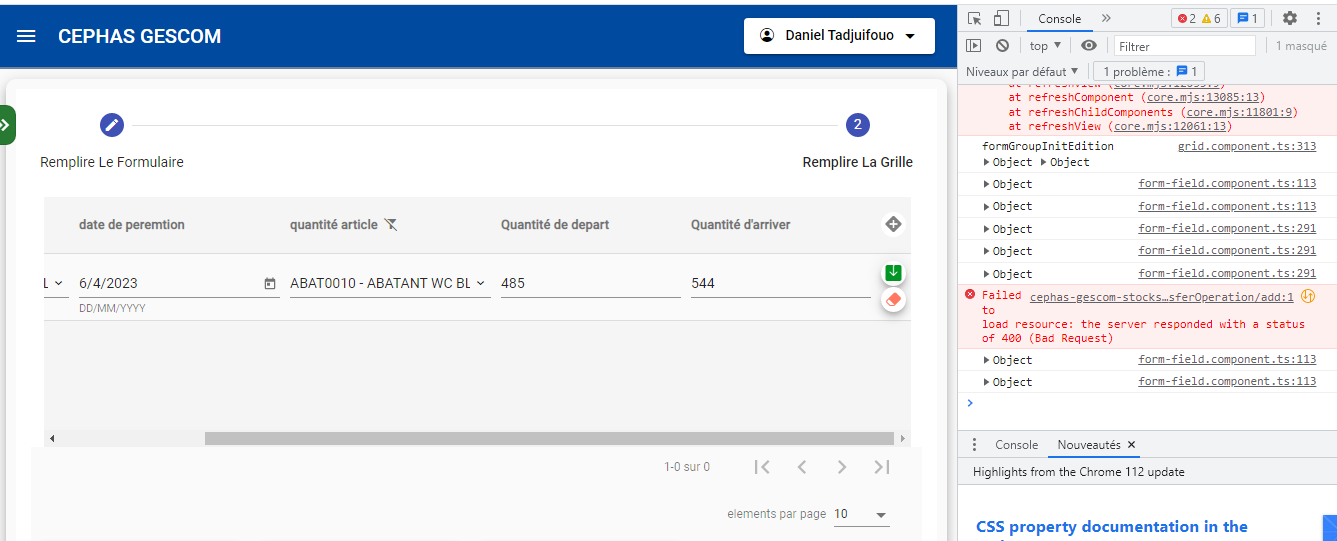 CEPHAS GESCOM
Daniel Tadjuifouo
2
Remplire Le Formulaire
Remplire La Grille
date de peremtion
quantité article
Quantité de depart
Quantité d'arriver
L
6/4/2023
ABAT0010 - ABATANT WC BL
485
544
DD/MM/YYYY
1-0 sur 0
elements par page 10
Console
2 6 1
top
Filtrer
1 masqué
Niveaux par défaut
1 problème : 1
at refreshView (core.mjs:12053:9)
at refreshComponent (core.mjs:13085:13)
at refreshChildComponents (core.mjs:11801:9)
at refreshView (core.mjs:12061:13)
formGroupInitEdition grid.component.ts:313
Object Object
Object form-field.component.ts:113
Object form-field.component.ts:113
Object form-field.component.ts:291
Object form-field.component.ts:291
Object form-field.component.ts:291
Failed cephas-gescom-stocks…sferOperation/add:1
to
load resource: the server responded with a status
of 400 (Bad Request)
Object form-field.component.ts:113
Object form-field.component.ts:113
Console Nouveautés
Highlights from the Chrome 112 update
CSS property documentation in the